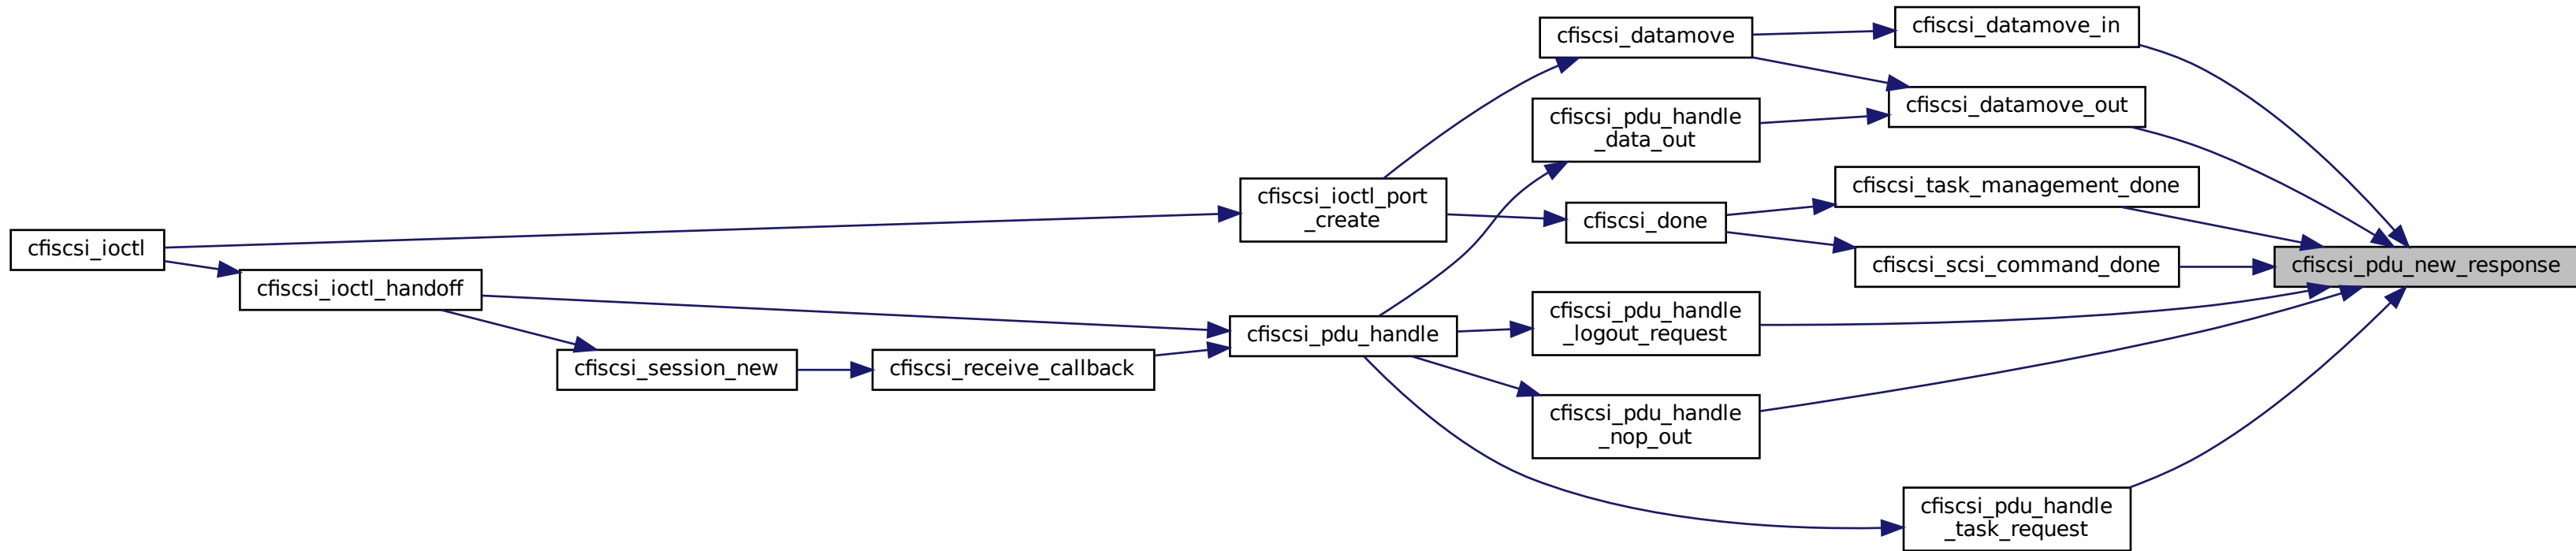 cfiscsi_ioctl
cfiscsi_ioctl_handoff
cfiscsi_session_new
cfiscsi_receive_callback
cfiscsi_ioctl_port
_create
cfiscsi_pdu_handle
cfiscsi_datamove
cfiscsi_pdu_handle
_data_out
cfiscsi_done
cfiscsi_pdu_handle
_logout_request
cfiscsi_pdu_handle
_nop_out
cfiscsi_datamove_in
cfiscsi_datamove_out
cfiscsi_task_management_done
cfiscsi_scsi_command_done
cfiscsi_pdu_handle
_task_request
cfiscsi_pdu_new_response